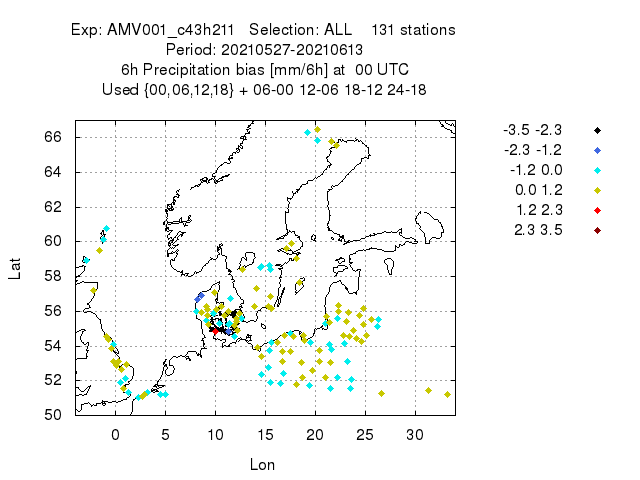 Exp: AMV001_c43h211 Selection: ALL 131 stations
Period: 20210527-20210613
6h Precipitation bias [mm/6h] at 00 UTC
Used {00,06,12,18} + 06-00 12-06 18-12 24-18
-3.5 -2.3
-2.3 -1.2
-1.2 0.0
0.0 1.2
1.2 2.3
2.3 3.5
Lat
66
64
62
60
58
56
54
52
50
0 5 10 15 20 25 30
Lon